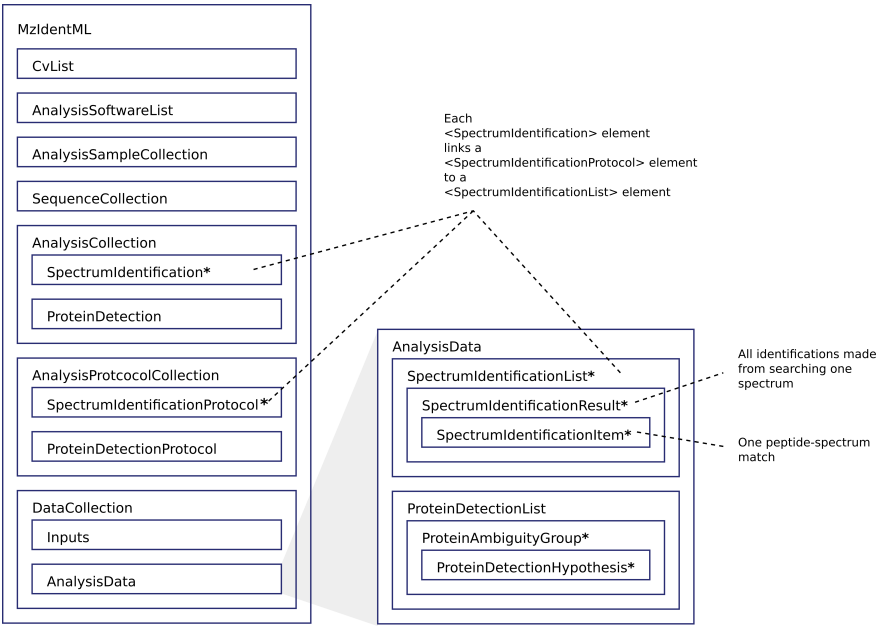 MzIdentML
CvList
AnalysisSoftwareList
AnalysisSampleCollection
SequenceCollection
AnalysisCollection
SpectrumIdentification*
ProteinDetection
AnalysisProtcocolCollection
SpectrumIdentificationProtocol*
ProteinDetectionProtocol
DataCollection
Inputs
AnalysisData
Each
<SpectrumIdentification> element
links a
<SpectrumIdentificationProtocol> element
to a
<SpectrumIdentificationList> element
AnalysisData
SpectrumIdentificationList*
SpectrumIdentificationResult*
SpectrumIdentificationItem*
ProteinDetectionList
ProteinAmbiguityGroup*
ProteinDetectionHypothesis*
All identifications made
from searching one
spectrum
One peptide-spectrum
match